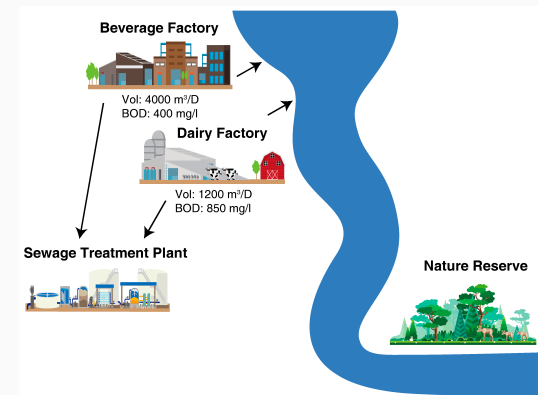 Beverage Factory
Vol: 4000 m³/D
BOD: 400 mg/l
Dairy Factory
Vol: 1200 m³/D
BOD: 850 mg/l
Sewage Treatment Plant
Nature Reserve